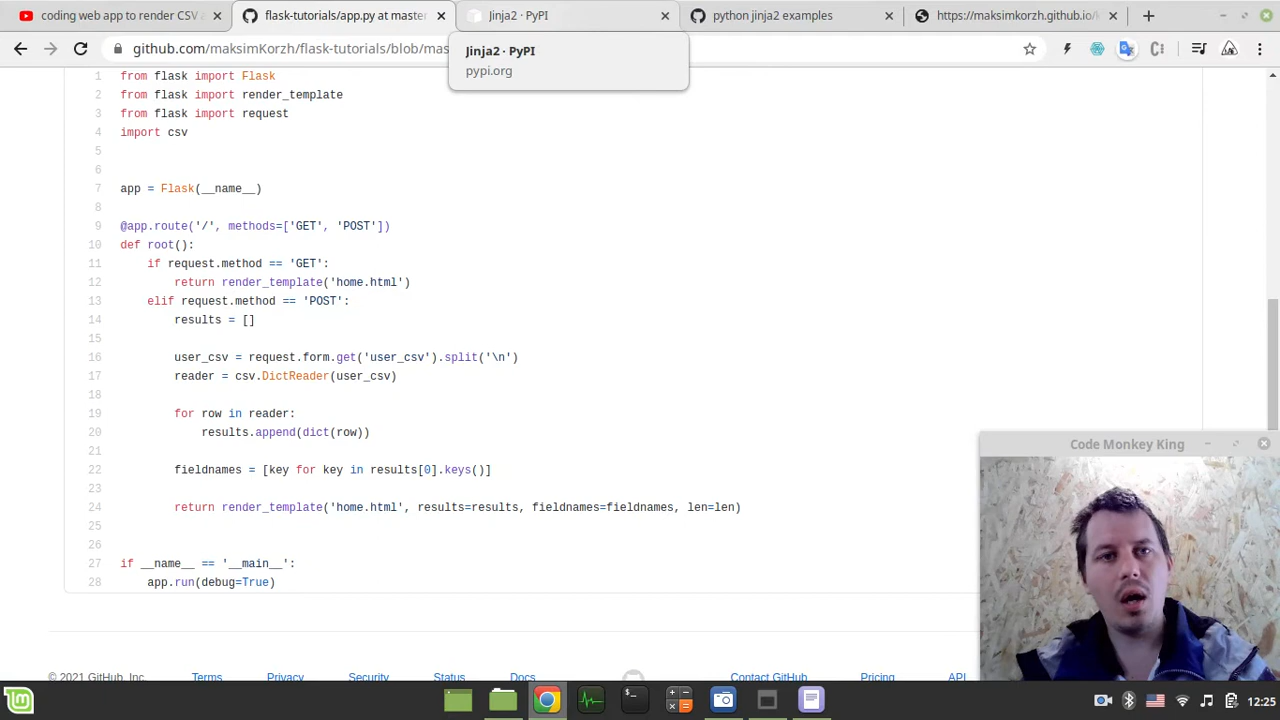 coding web app to render CSV a
flask-tutorials/app.py at master
Jinja2 · PyPI
python jinja2 examples
https://maksimkorzh.github.io/k
github.com/maksimKorzh/flask-tutorials/blob/mas
Jinja2 · PyPI
pypi.org
1 from flask import Flask
2 from flask import render_template
3 from flask import request
4 import csv
5
6
7 app = Flask(__name__)
8
9 @app.route('/', methods=['GET', 'POST'])
10 def root():
11 if request.method == 'GET':
12 return render_template('home.html')
13 elif request.method == 'POST':
14 results = []
15
16 user_csv = request.form.get('user_csv').split('\n')
17 reader = csv.DictReader(user_csv)
18
19 for row in reader:
20 results.append(dict(row))
21
22 fieldnames = [key for key in results[0].keys()]
23
24 return render_template('home.html', results=results, fieldnames=fieldnames, len=len)
25
26
27 if __name__ == '__main__':
28 app.run(debug=True)
Code Monkey King
© 2021 GitHub, Inc. Terms Privacy Security Status Docs Contact GitHub Pricing API
12:25